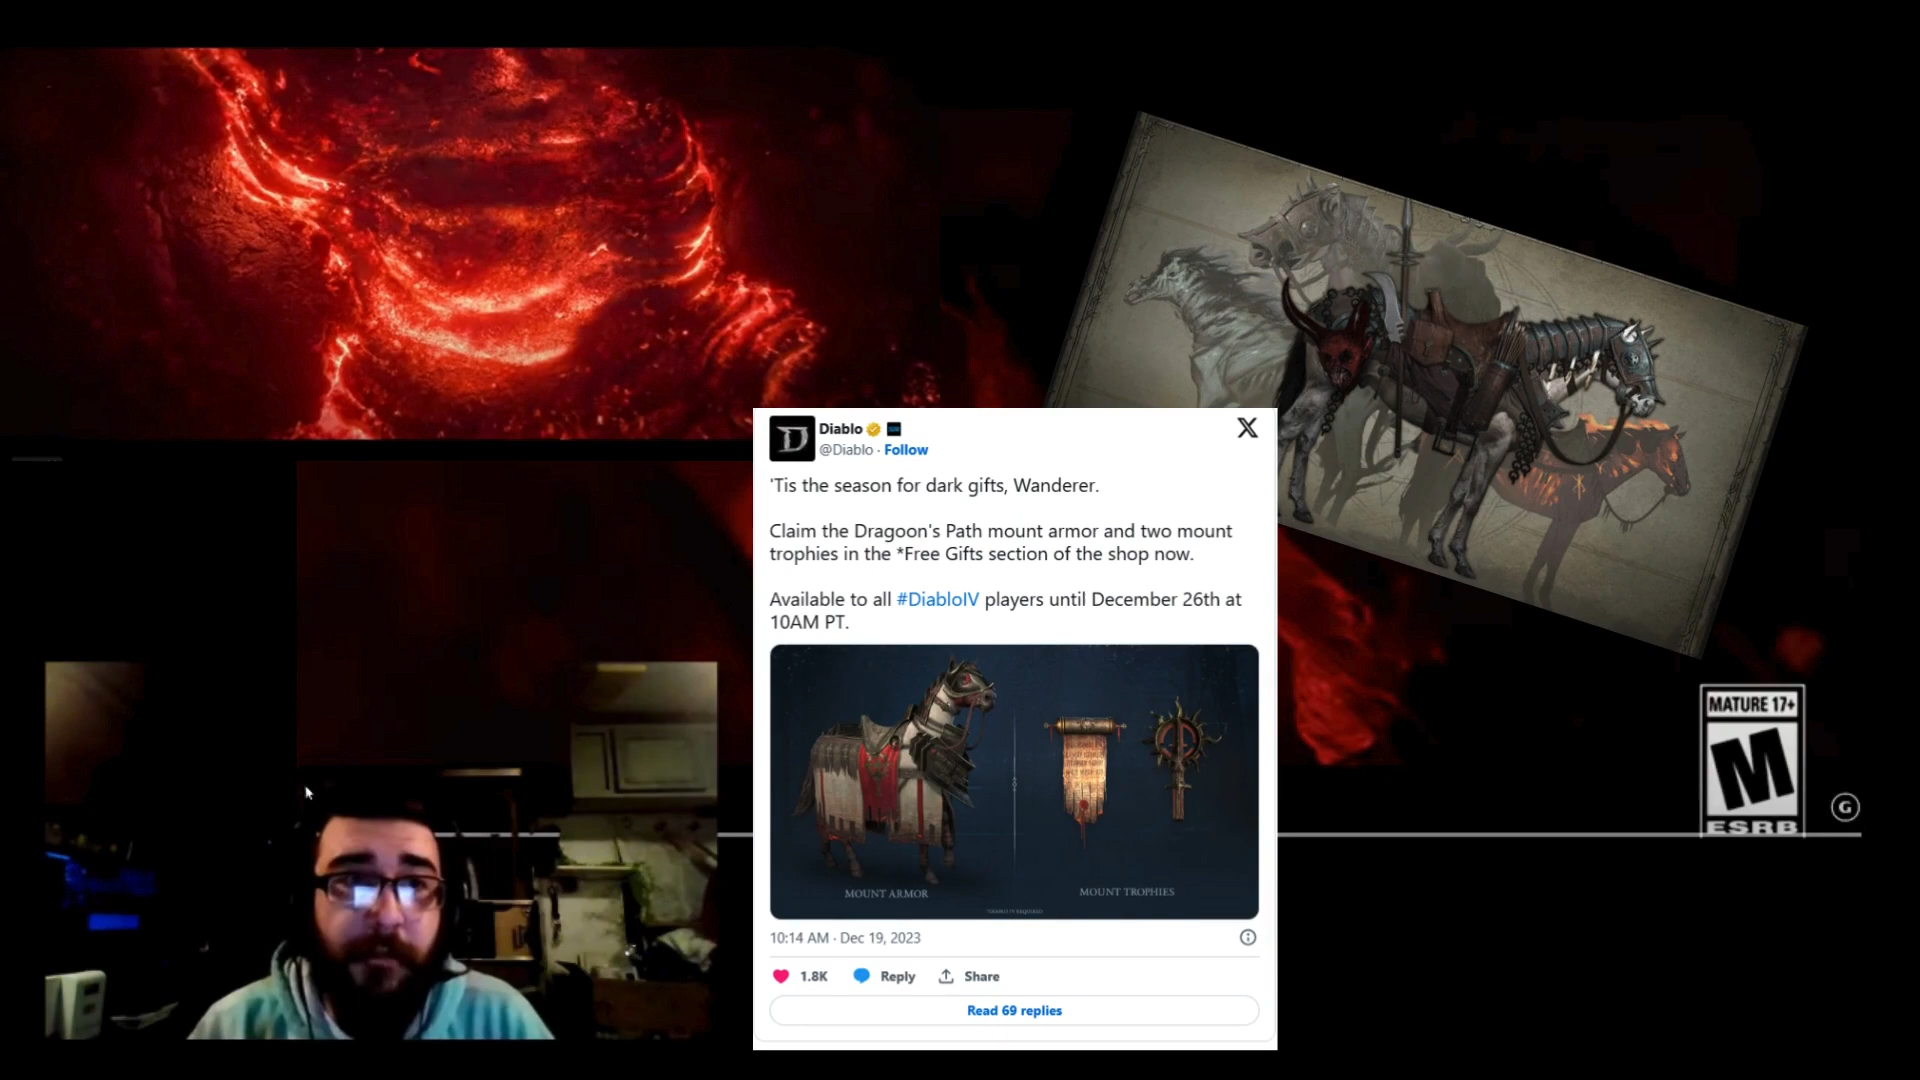 Diablo
@Diablo · Follow
'Tis the season for dark gifts, Wanderer.
Claim the Dragoon's Path mount armor and two mount
trophies in the *Free Gifts section of the shop now.
Available to all #DiabloIV players until December 26th at
10AM PT.
MOUNT ARMOR
MOUNT TROPHIES
*DIABLO IV REQUIRED
10:14 AM · Dec 19, 2023
1.8K
Reply
Share
Read 69 replies
MATURE 17+
M
ESRB
G